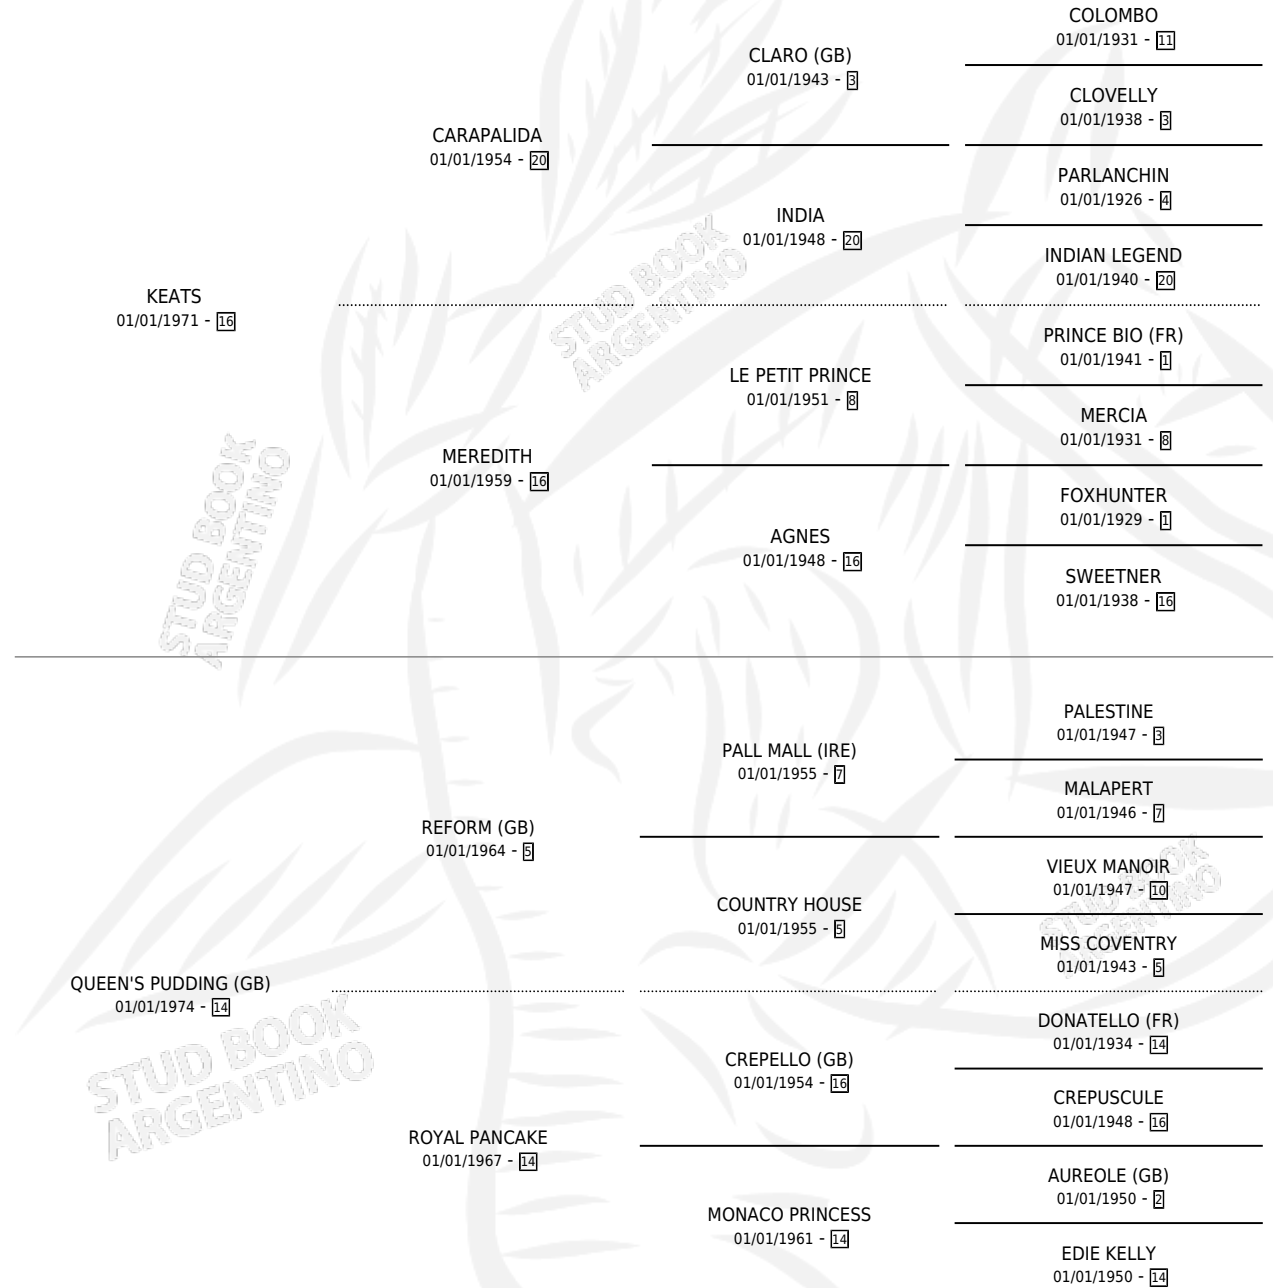 COLOMBO
01/01/1931 - 11
CLARO (GB)
01/01/1943 - 3
CLOVELLY
01/01/1938 - 3
CARAPALIDA
01/01/1954 - 20
PARLANCHIN
01/01/1926 - 4
INDIA
01/01/1948 - 20
INDIAN LEGEND
01/01/1940 - 20
KEATS
01/01/1971 - 16
PRINCE BIO (FR)
01/01/1941 - 1
LE PETIT PRINCE
01/01/1951 - 8
MERCIA
01/01/1931 - 8
MEREDITH
01/01/1959 - 16
FOXHUNTER
01/01/1929 - 1
AGNES
01/01/1948 - 16
SWEETNER
01/01/1938 - 16
PALESTINE
01/01/1947 - 3
PALL MALL (IRE)
01/01/1955 - 7
MALAPERT
01/01/1946 - 7
REFORM (GB)
01/01/1964 - 5
VIEUX MANOIR
01/01/1947 - 10
COUNTRY HOUSE
01/01/1955 - 5
MISS COVENTRY
01/01/1943 - 5
QUEEN'S PUDDING (GB)
01/01/1974 - 14
DONATELLO (FR)
01/01/1934 - 14
CREPELLO (GB)
01/01/1954 - 16
CREPUSCULE
01/01/1948 - 16
ROYAL PANCAKE
01/01/1967 - 14
AUREOLE (GB)
01/01/1950 - 2
MONACO PRINCESS
01/01/1961 - 14
EDIE KELLY
01/01/1950 - 14
STUD BOOK
ARGENTINO
STUD BOOK
ARGENTINO
STUD BOOK
ARGENTINO
STUD BOOK
ARGENTINO